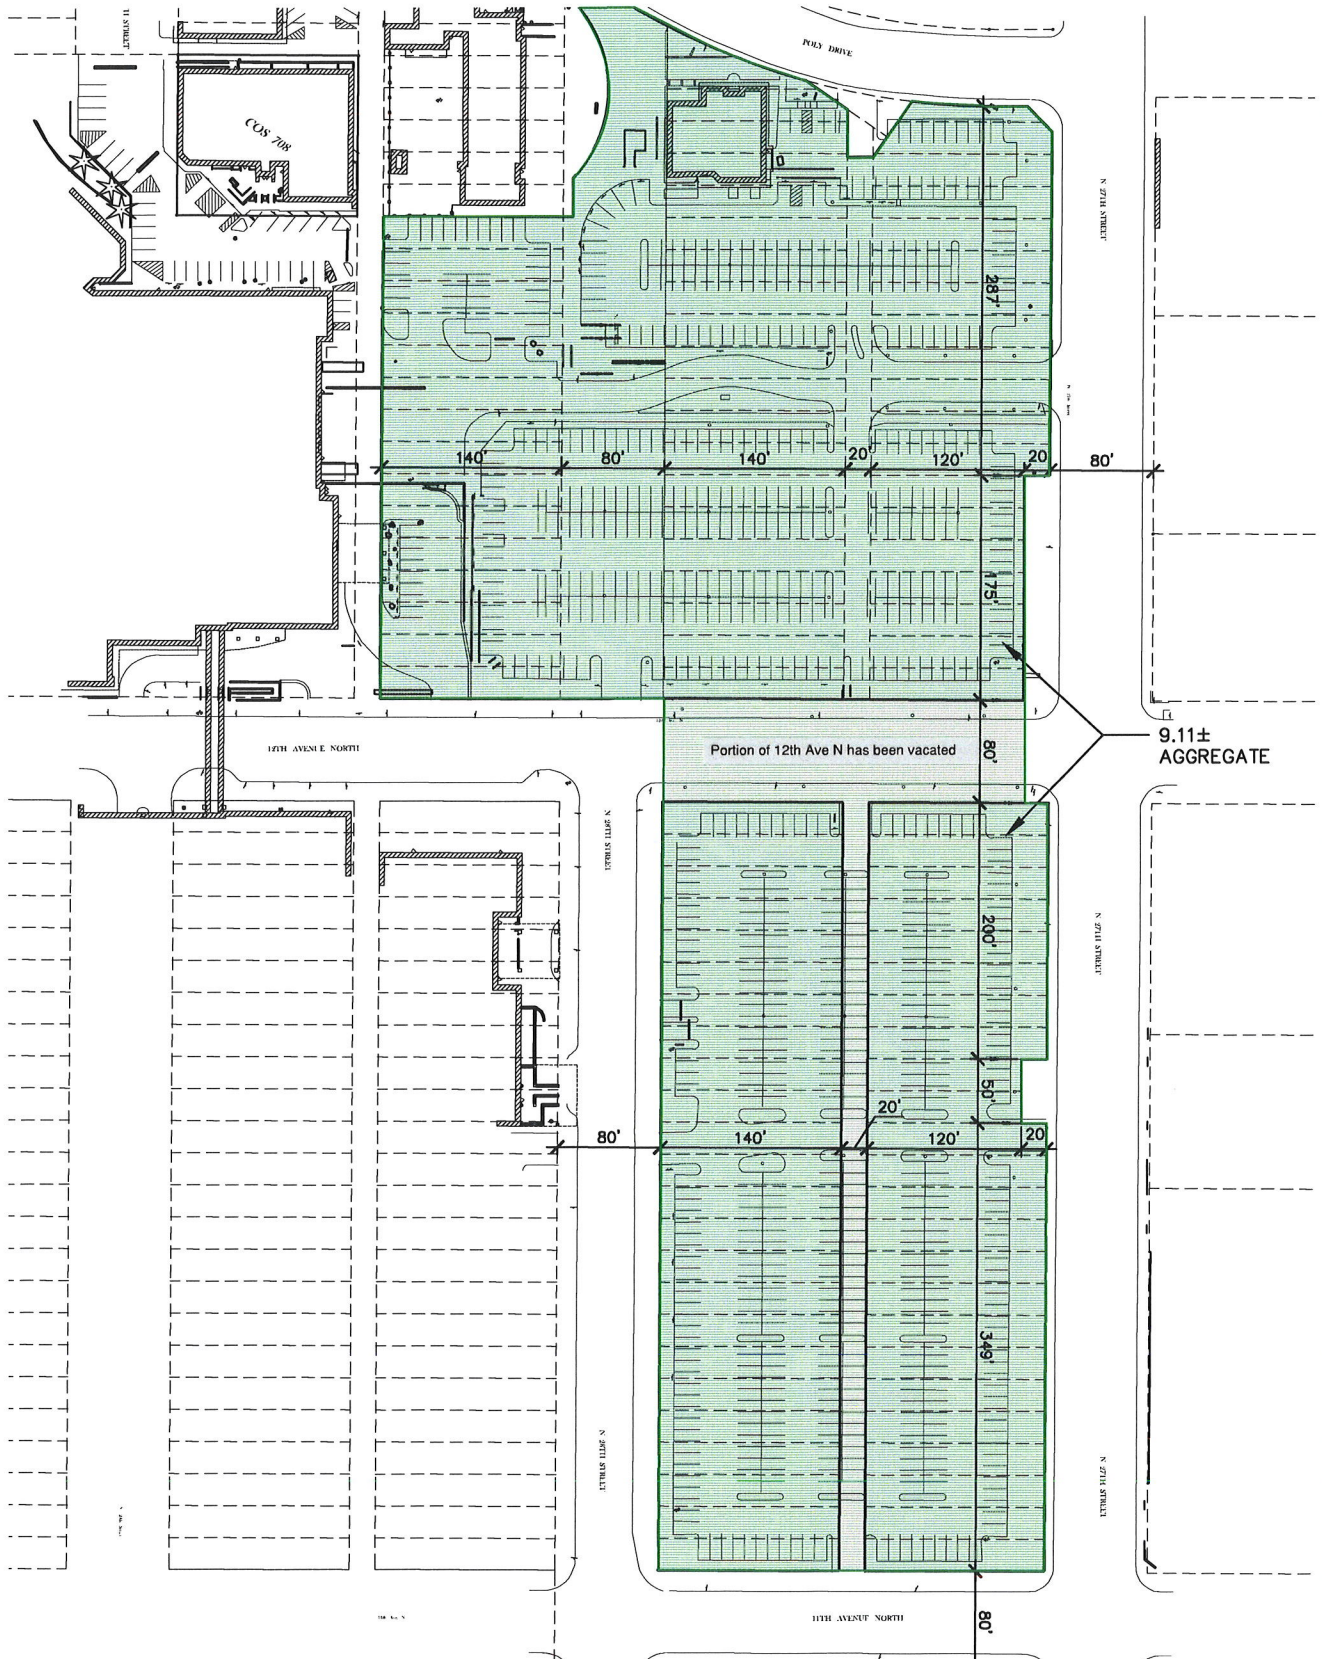 POLY DRIVE
COS 708
N 27TH STREET
287'
140'
80'
140'
20'
120'
20
80'
175'
12TH AVENUE NORTH
Portion of 12th Ave N has been vacated
80'
9.11±
AGGREGATE
N 28TH STREET
N 27TH STREET
200'
50'
20'
80'
140'
120'
20
349'
N 28TH STREET
N 27TH STREET
11TH AVENUE NORTH
80'